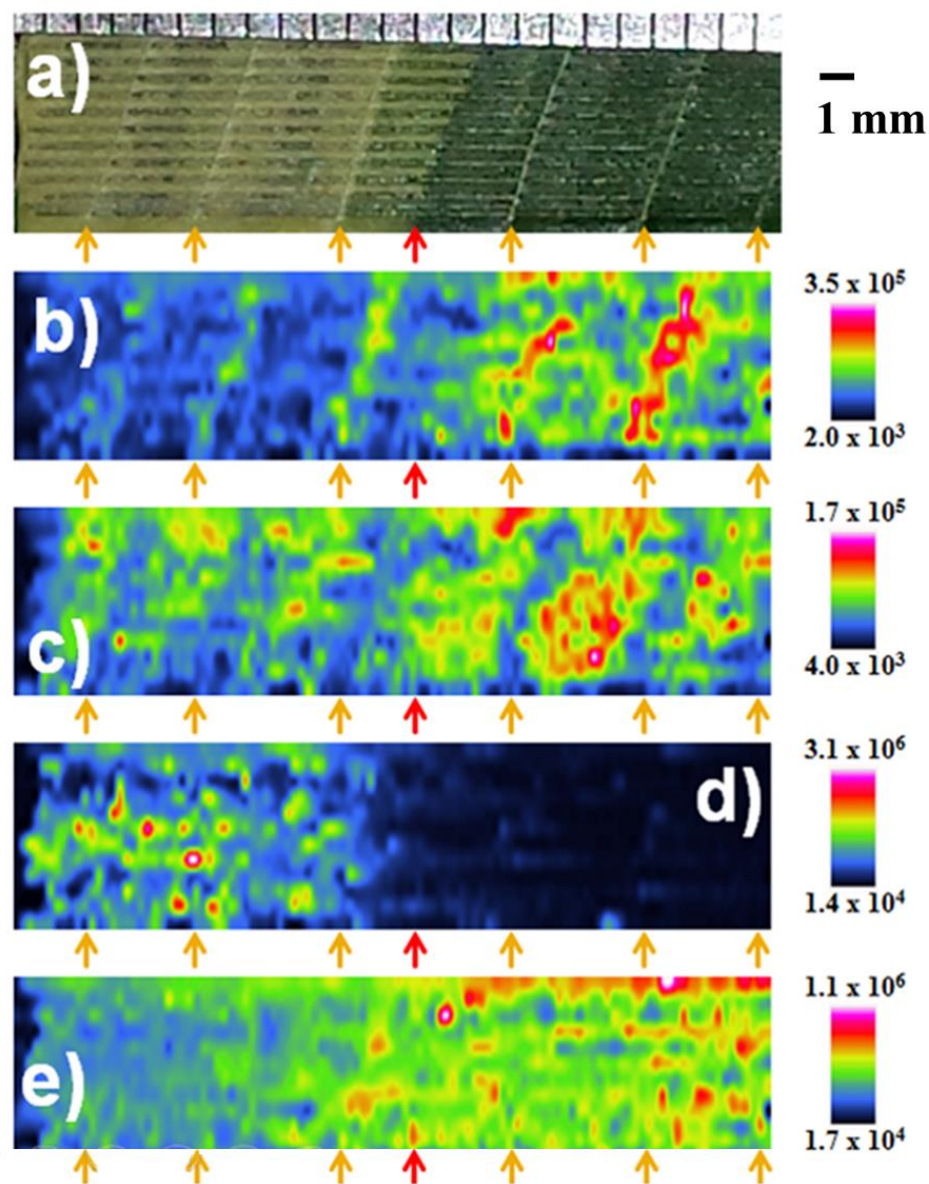 a)
1 mm
b)
3.5 x 10⁵
2.0 x 10³
c)
1.7 x 10⁵
4.0 x 10³
d)
3.1 x 10⁶
1.4 x 10⁴
e)
1.1 x 10⁶
1.7 x 10⁴